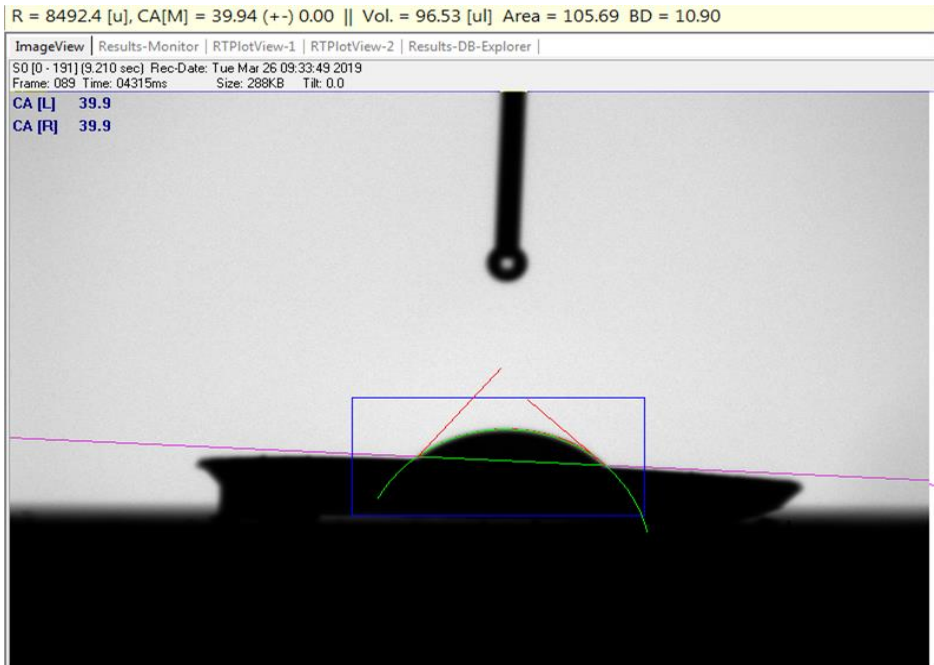 R = 8492.4 [u], CA[M] = 39.94 (+-) 0.00 || Vol. = 96.53 [ul] Area = 105.69 BD = 10.90
ImageView | Results-Monitor | RTPlotView-1 | RTPlotView-2 | Results-DB-Explorer |
S0 [0 - 191] (9.210 sec) Rec-Date: Tue Mar 26 09:33:49 2019
Frame: 089 Time: 04315ms Size: 288KB Tilt: 0.0
CA [L] 39.9
CA [R] 39.9